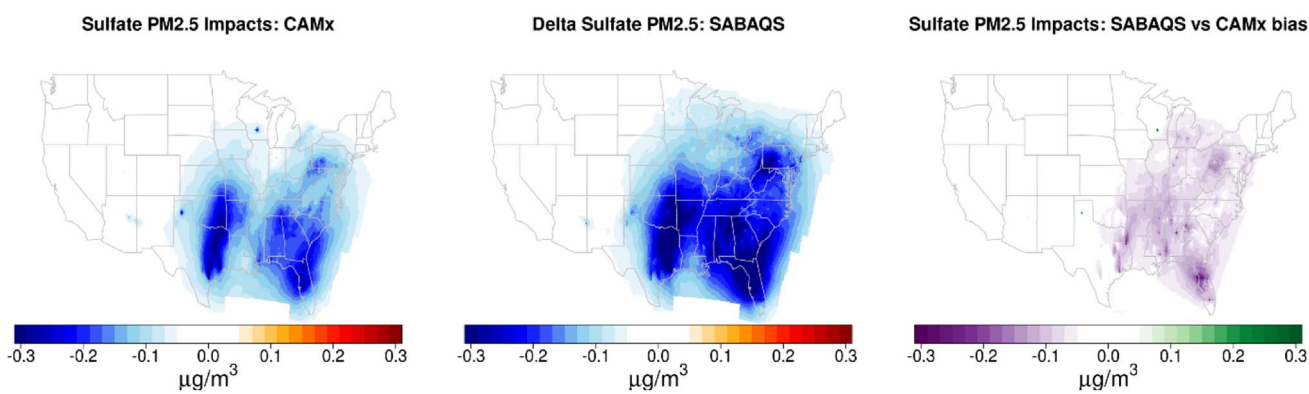 Sulfate PM2.5 Impacts: CAMx
Delta Sulfate PM2.5: SABAQS
Sulfate PM2.5 Impacts: SABAQS vs CAMx bias
-0.3 -0.2 -0.1 0.0 0.1 0.2 0.3
μg/m³
-0.3 -0.2 -0.1 0.0 0.1 0.2 0.3
μg/m³
-0.3 -0.2 -0.1 0.0 0.1 0.2 0.3
μg/m³